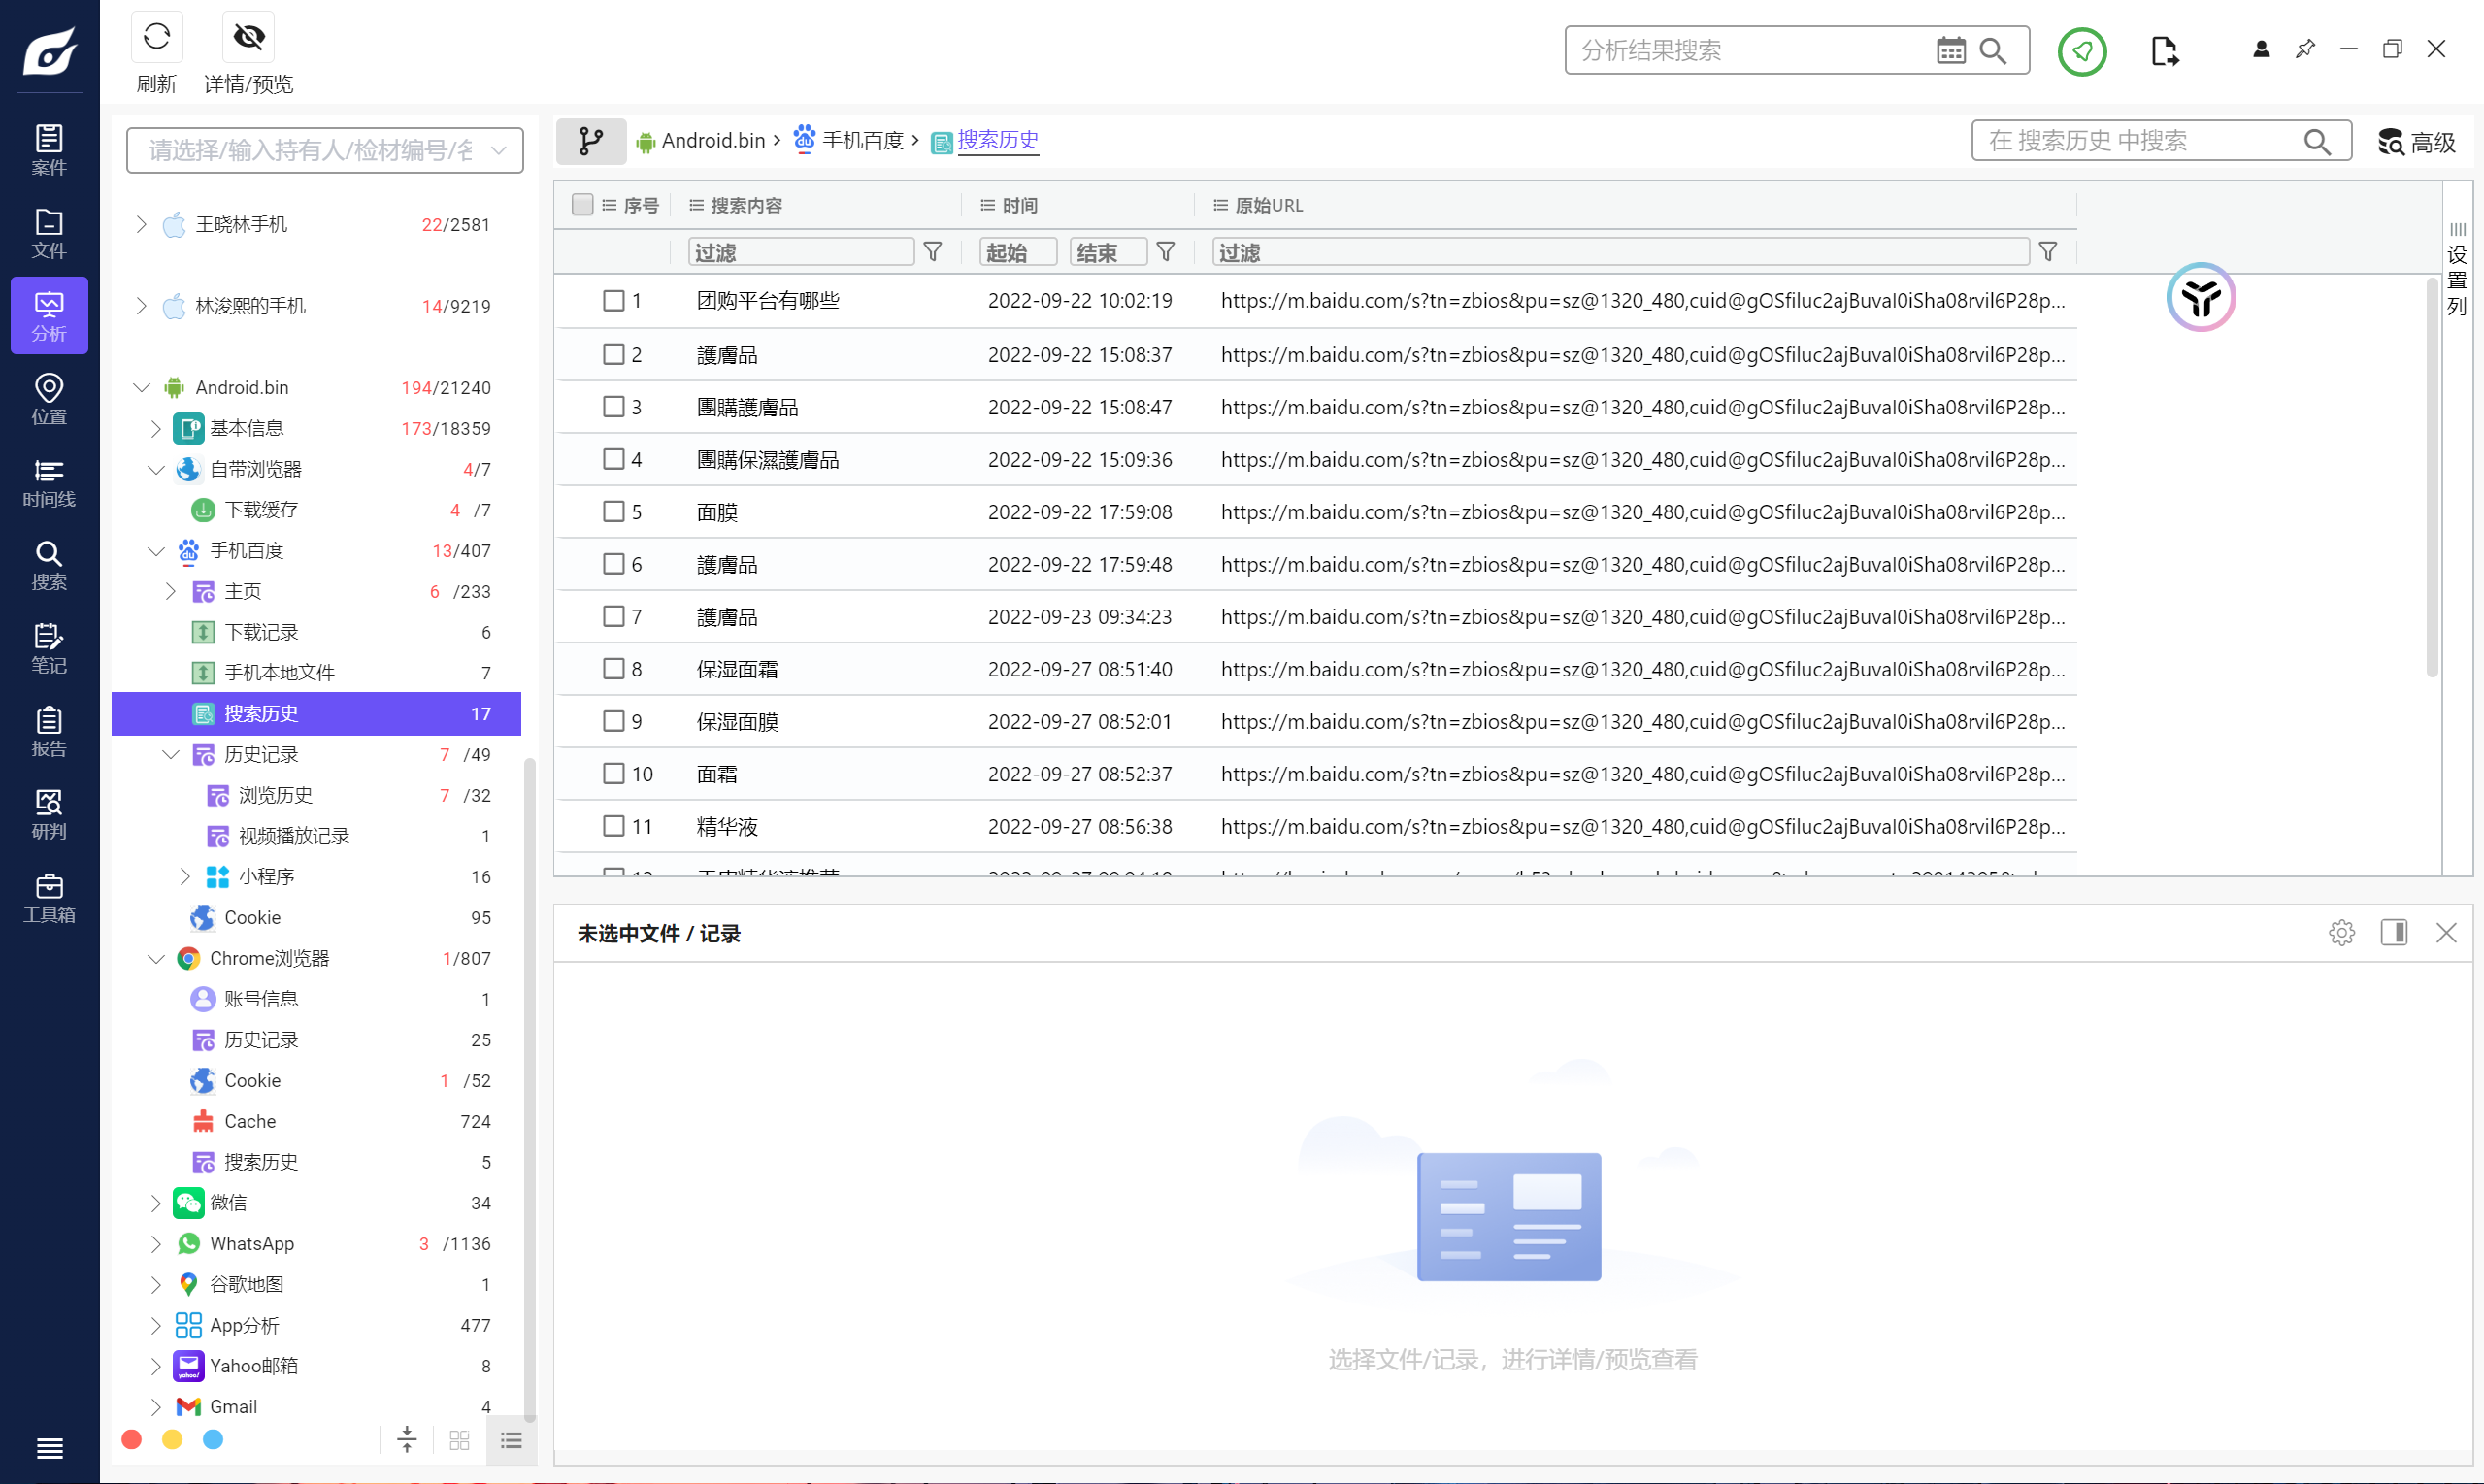 刷新
详情/预览
分析结果搜索
案件
文件
分析
位置
时间线
搜索
笔记
报告
研判
工具箱
请选择/输入持有人/检材编号/名
王晓林手机 22/2581
林浚熙的手机 14/9219
Android.bin 194/21240
基本信息 173/18359
自带浏览器 4/7
下载缓存 4 /7
手机百度 13/407
主页 6 /233
下载记录 6
手机本地文件 7
搜索历史 17
历史记录 7 /49
浏览历史 7 /32
视频播放记录 1
小程序 16
Cookie 95
Chrome浏览器 1/807
账号信息 1
历史记录 25
Cookie 1 /52
Cache 724
搜索历史 5
微信 34
WhatsApp 3 /1136
谷歌地图 1
App分析 477
Yahoo邮箱 8
Gmail 4
Android.bin > 手机百度 > 搜索历史
在 搜索历史 中搜索
高级
序号 搜索内容 时间 原始URL
过滤 起始 结束 过滤
设置列
1 团购平台有哪些 2022-09-22 10:02:19 https://m.baidu.com/s?tn=zbios&pu=sz@1320_480,cuid@gOSfiluc2ajBuvaI0iSha08rvil6P28p...
2 護膚品 2022-09-22 15:08:37 https://m.baidu.com/s?tn=zbios&pu=sz@1320_480,cuid@gOSfiluc2ajBuvaI0iSha08rvil6P28p...
3 團購護膚品 2022-09-22 15:08:47 https://m.baidu.com/s?tn=zbios&pu=sz@1320_480,cuid@gOSfiluc2ajBuvaI0iSha08rvil6P28p...
4 團購保濕護膚品 2022-09-22 15:09:36 https://m.baidu.com/s?tn=zbios&pu=sz@1320_480,cuid@gOSfiluc2ajBuvaI0iSha08rvil6P28p...
5 面膜 2022-09-22 17:59:08 https://m.baidu.com/s?tn=zbios&pu=sz@1320_480,cuid@gOSfiluc2ajBuvaI0iSha08rvil6P28p...
6 護膚品 2022-09-22 17:59:48 https://m.baidu.com/s?tn=zbios&pu=sz@1320_480,cuid@gOSfiluc2ajBuvaI0iSha08rvil6P28p...
7 護膚品 2022-09-23 09:34:23 https://m.baidu.com/s?tn=zbios&pu=sz@1320_480,cuid@gOSfiluc2ajBuvaI0iSha08rvil6P28p...
8 保湿面霜 2022-09-27 08:51:40 https://m.baidu.com/s?tn=zbios&pu=sz@1320_480,cuid@gOSfiluc2ajBuvaI0iSha08rvil6P28p...
9 保湿面膜 2022-09-27 08:52:01 https://m.baidu.com/s?tn=zbios&pu=sz@1320_480,cuid@gOSfiluc2ajBuvaI0iSha08rvil6P28p...
10 面霜 2022-09-27 08:52:37 https://m.baidu.com/s?tn=zbios&pu=sz@1320_480,cuid@gOSfiluc2ajBuvaI0iSha08rvil6P28p...
11 精华液 2022-09-27 08:56:38 https://m.baidu.com/s?tn=zbios&pu=sz@1320_480,cuid@gOSfiluc2ajBuvaI0iSha08rvil6P28p...
未选中文件 / 记录
选择文件/记录，进行详情/预览查看